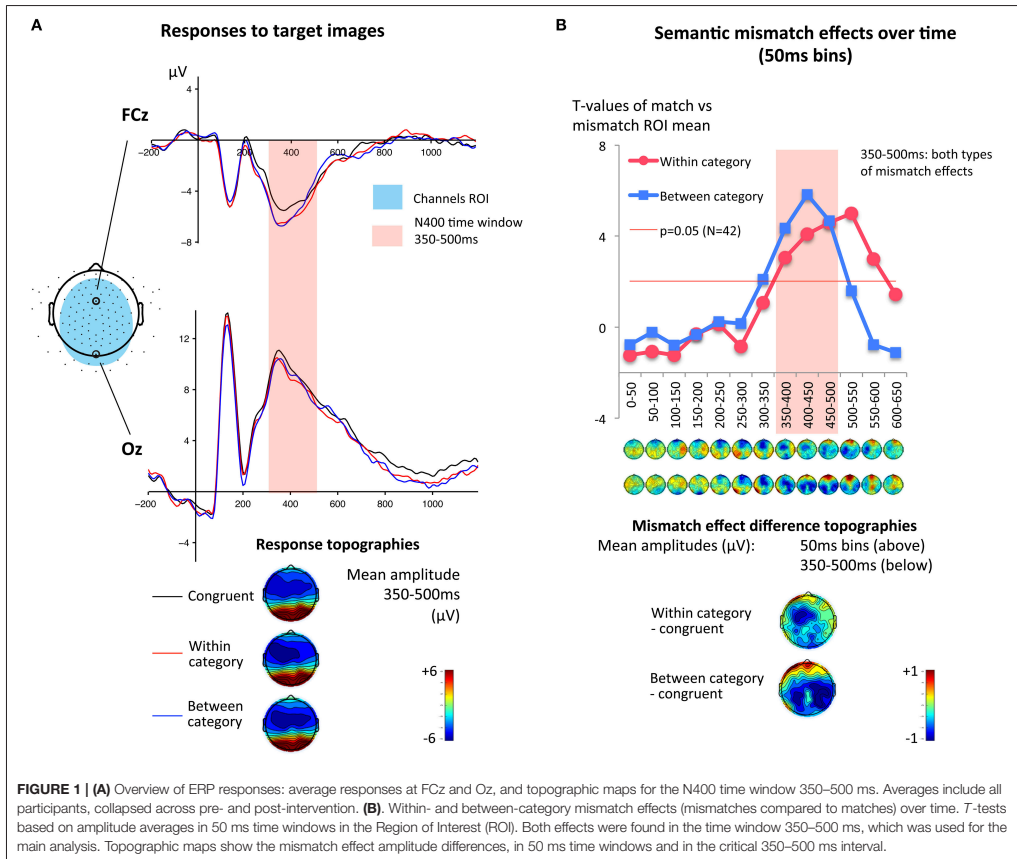 A
Responses to target images
μV
4
FCz
-200
200
400
600
800
1000
-4
-8
Channels ROI
N400 time window
350-500ms
12
8
4
Oz
-200
200
400
600
800
1000
-4
Response topographies
Congruent
Within
category
Between
category
Mean amplitude
350-500ms
(μV)
+6
-6
B
Semantic mismatch effects over time
(50ms bins)
T-values of match vs
mismatch ROI mean
8
4
0
-4
Within category
Between category
p=0.05 (N=42)
350-500ms: both types
of mismatch effects
0-50
50-100
100-150
150-200
200-250
250-300
300-350
350-400
400-450
450-500
500-550
550-600
600-650
Mismatch effect difference topographies
Mean amplitudes (μV):
50ms bins (above)
350-500ms (below)
Within category
- congruent
Between category
- congruent
+1
-1
FIGURE 1 | (A) Overview of ERP responses: average responses at FCz and Oz, and topographic maps for the N400 time window 350–500 ms. Averages include all
participants, collapsed across pre- and post-intervention. (B). Within- and between-category mismatch effects (mismatches compared to matches) over time. T-tests
based on amplitude averages in 50 ms time windows in the Region of Interest (ROI). Both effects were found in the time window 350–500 ms, which was used for the
main analysis. Topographic maps show the mismatch effect amplitude differences, in 50 ms time windows and in the critical 350–500 ms interval.